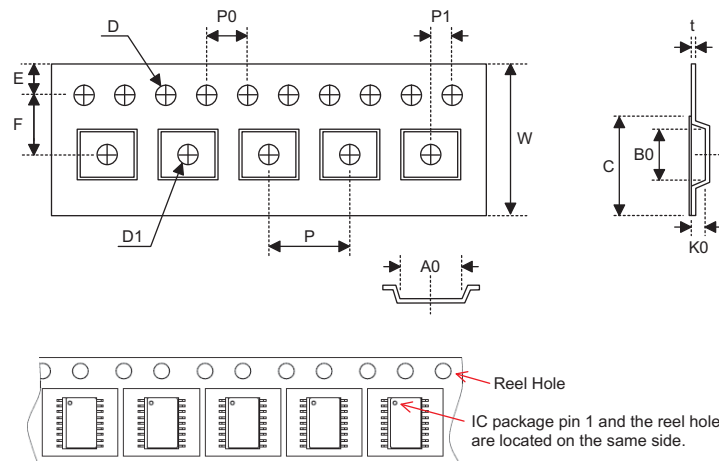 D
P0
P1
t
E
F
W
C
B0
D1
P
K0
A0
Reel Hole
IC package pin 1 and the reel hole
are located on the same side.